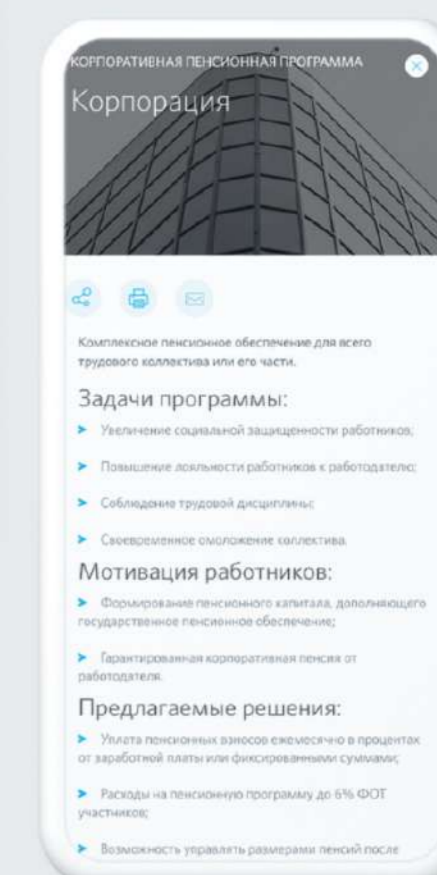 КОРПОРАТИВНАЯ ПЕНСИОННАЯ ПРОГРАММА
Корпорация
Комплексное пенсионное обеспечение для всего
трудового коллектива или его части.
Задачи программы:
Увеличение социальной защищенности работников;
Повышение лояльности работников к работодателю;
Соблюдение трудовой дисциплины;
Своевременное омоложение коллектива.
Мотивация работников:
Формирование пенсионного капитала, дополняющего
государственное пенсионное обеспечение;
Гарантированная корпоративная пенсия от
работодателя.
Предлагаемые решения:
Уплата пенсионных взносов ежемесячно в процентах
от заработной платы или фиксированными суммами;
Расходы на пенсионную программу до 6% ФОТ
участников;
Возможность управлять размерами пенсий после